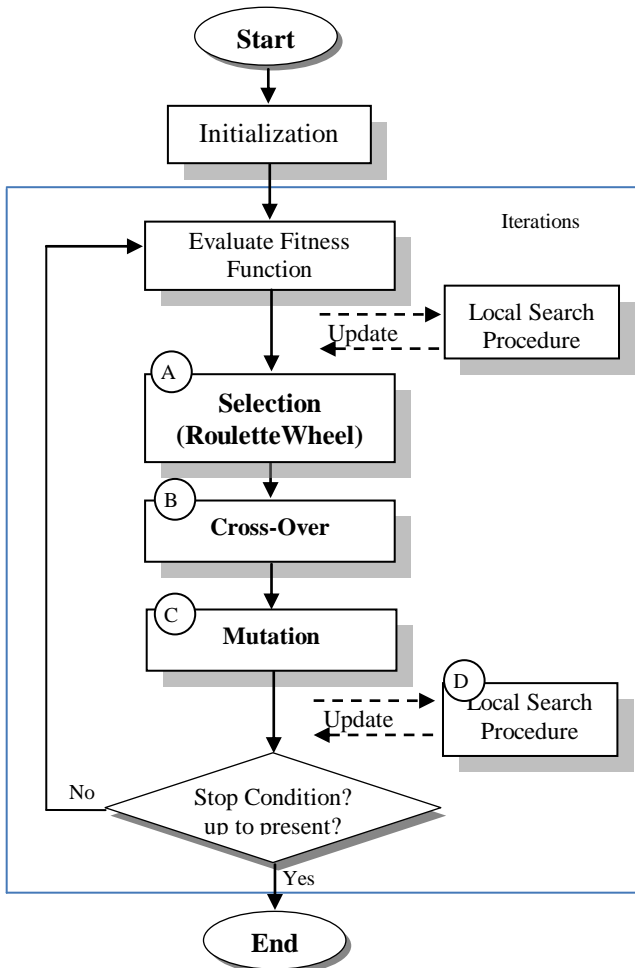 Start
Initialization
Iterations
Evaluate Fitness
Function
Local Search
Procedure
Update
A
Selection
(RouletteWheel)
B
Cross-Over
C
Mutation
D
Local Search
Procedure
Update
No
Stop Condition?
up to present?
Yes
End